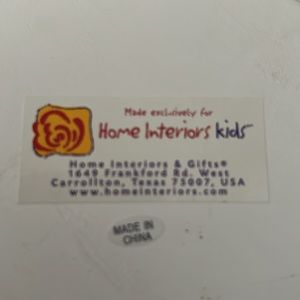 Made exclusively for
Home Interiors kids
Home Interiors & Gifts®
1649 Frankford Rd. West
Carrollton, Texas 75007, USA
www.homeinteriors.com
MADE IN
CHINA